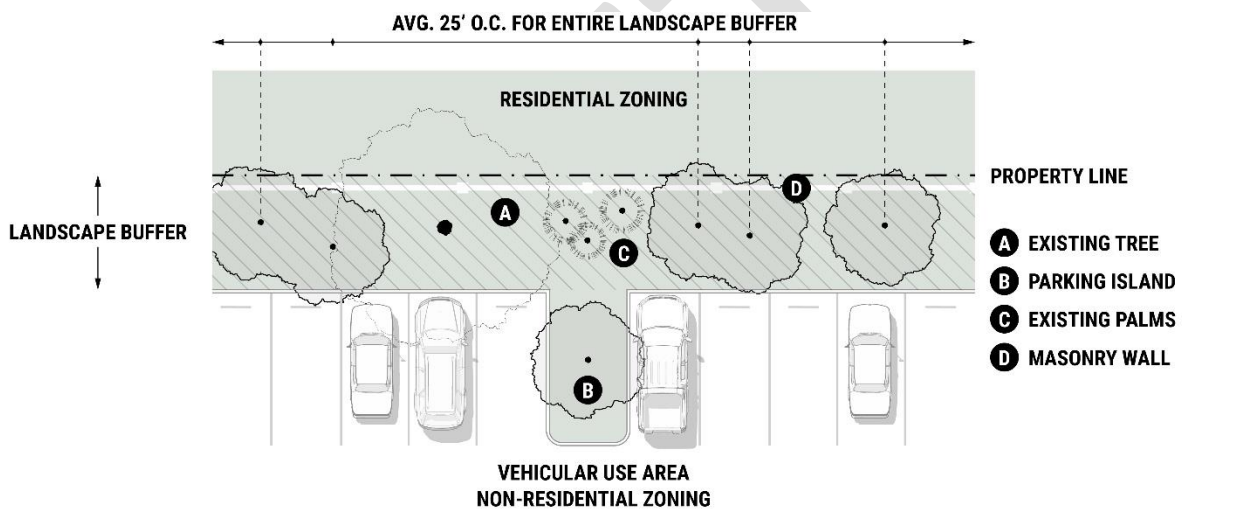 AVG. 25' O.C. FOR ENTIRE LANDSCAPE BUFFER
RESIDENTIAL ZONING
D
PROPERTY LINE
LANDSCAPE BUFFER
A
C
A EXISTING TREE
B PARKING ISLAND
C EXISTING PALMS
D MASONRY WALL
B
VEHICULAR USE AREA
NON-RESIDENTIAL ZONING